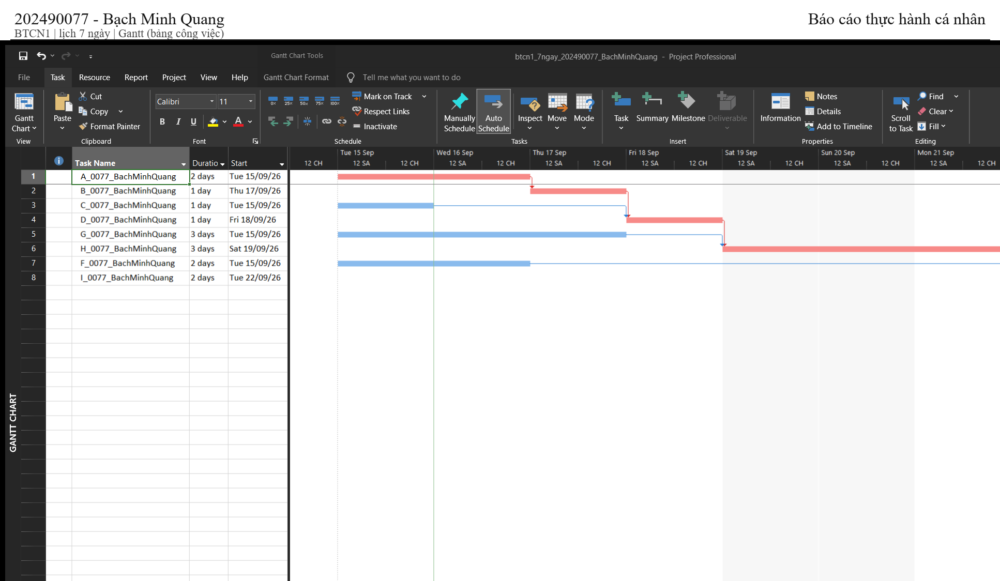 202490077 - Bạch Minh Quang
Báo cáo thực hành cá nhân
BTCN1 | lịch 7 ngày | Gantt (bảng công việc)
Gantt Chart Tools
btcn1_7ngay_202490077_BachMinhQuang - Project Professional
File Task Resource Report Project View Help Gantt Chart Format Tell me what you want to do
Gantt Chart
View
Paste
Cut
Copy
Format Painter
Clipboard
Calibri 11
B I U A
Font
0% 25% 50% 75% 100%
Mark on Track
Respect Links
Inactivate
Schedule
Manually Schedule
Auto Schedule
Inspect
Move
Mode
Tasks
Task
Summary
Milestone
Deliverable
Insert
Information
Notes
Details
Add to Timeline
Properties
Scroll to Task
Find
Clear
Fill
Editing
Task Name Duratio Start
Tue 15 Sep Wed 16 Sep Thu 17 Sep Fri 18 Sep Sat 19 Sep Sun 20 Sep Mon 21 Sep
12 CH 12 SA 12 CH 12 SA 12 CH 12 SA 12 CH 12 SA 12 CH 12 SA 12 CH 12 SA 12 CH 12 SA 12 CH
1 A_0077_BachMinhQuang 2 days Tue 15/09/26
2 B_0077_BachMinhQuang 1 day Thu 17/09/26
3 C_0077_BachMinhQuang 1 day Tue 15/09/26
4 D_0077_BachMinhQuang 1 day Fri 18/09/26
5 G_0077_BachMinhQuang 3 days Tue 15/09/26
6 H_0077_BachMinhQuang 3 days Sat 19/09/26
7 F_0077_BachMinhQuang 2 days Tue 15/09/26
8 I_0077_BachMinhQuang 2 days Tue 22/09/26
GANTT CHART